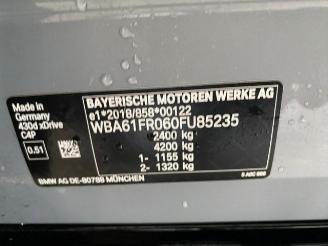 Made in
Germany
430d xDrive
C4P
0.51
BAYERISCHE MOTOREN WERKE AG
e1*2018/858*00122
WBA61FR060FU85235
2400 kg
4200 kg
1- 1155 kg
2- 1320 kg
BMW AG DE-80788 MÜNCHEN